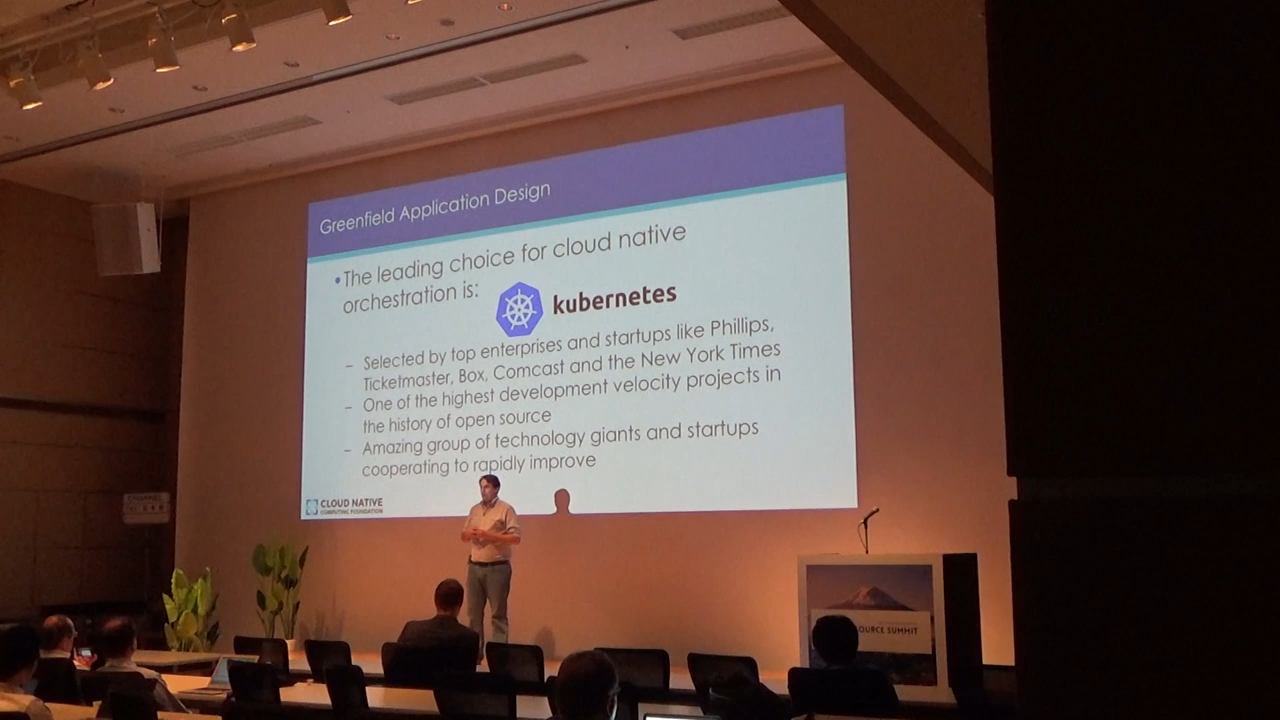 Greenfield Application Design
•The leading choice for cloud native
orchestration is:
kubernetes
– Selected by top enterprises and startups like Phillips,
Ticketmaster, Box, Comcast and the New York Times
– One of the highest development velocity projects in
the history of open source
– Amazing group of technology giants and startups
cooperating to rapidly improve
CLOUD NATIVE
COMPUTING FOUNDATION
OURCE SUMMIT